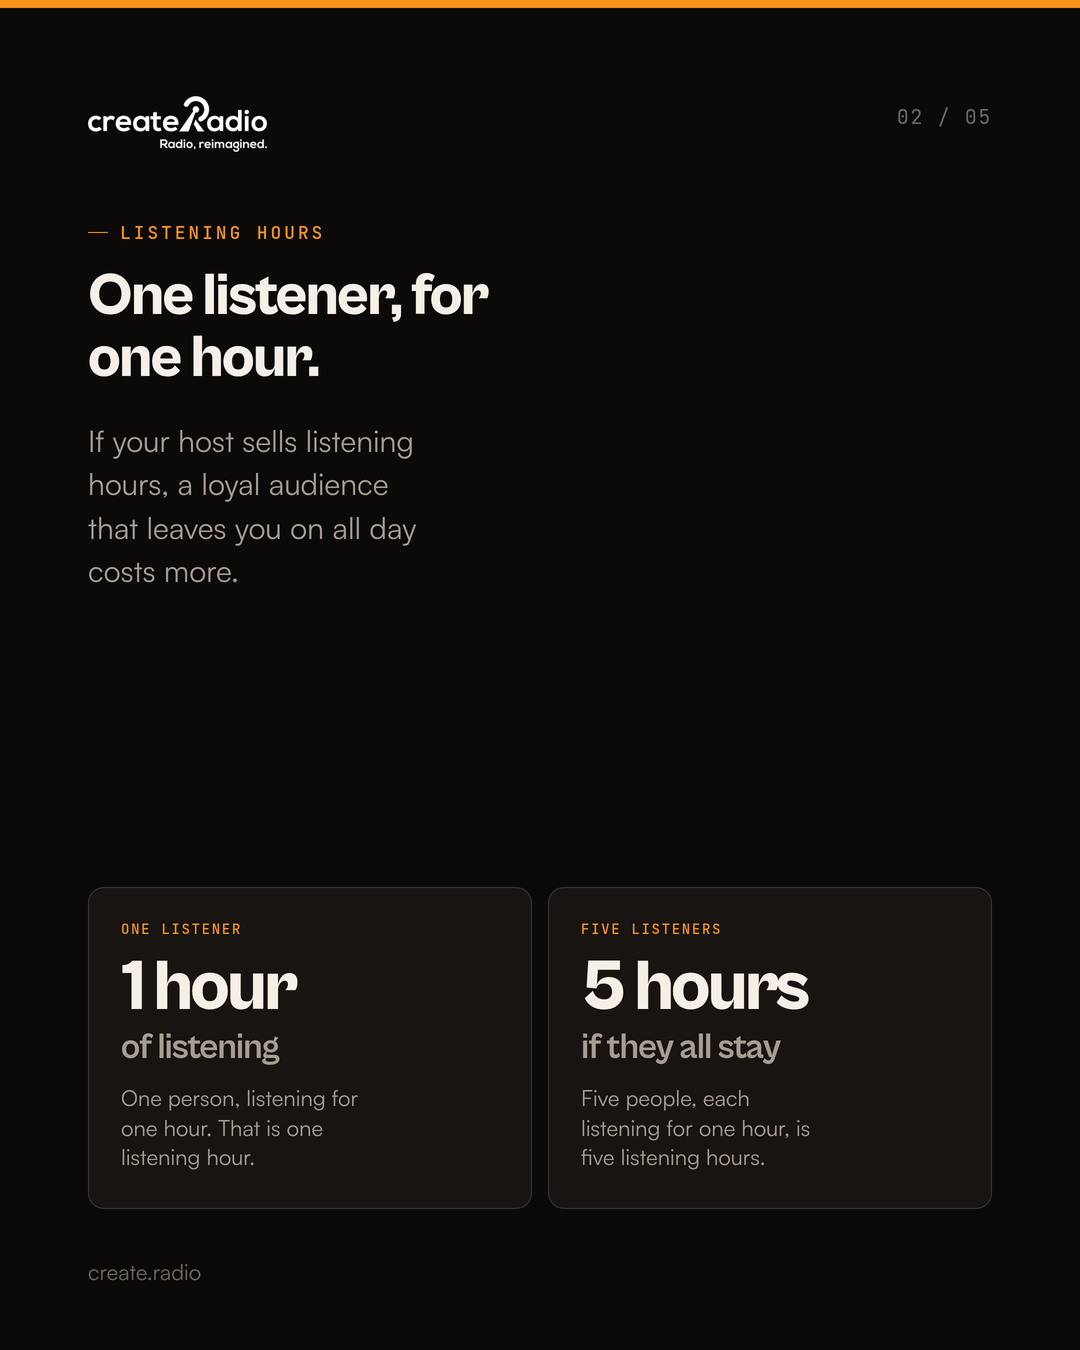 createRadio
Radio, reimagined.
02 / 05
— LISTENING HOURS
One listener, for
one hour.
If your host sells listening
hours, a loyal audience
that leaves you on all day
costs more.
ONE LISTENER
1 hour
of listening
One person, listening for
one hour. That is one
listening hour.
FIVE LISTENERS
5 hours
if they all stay
Five people, each
listening for one hour, is
five listening hours.
create.radio